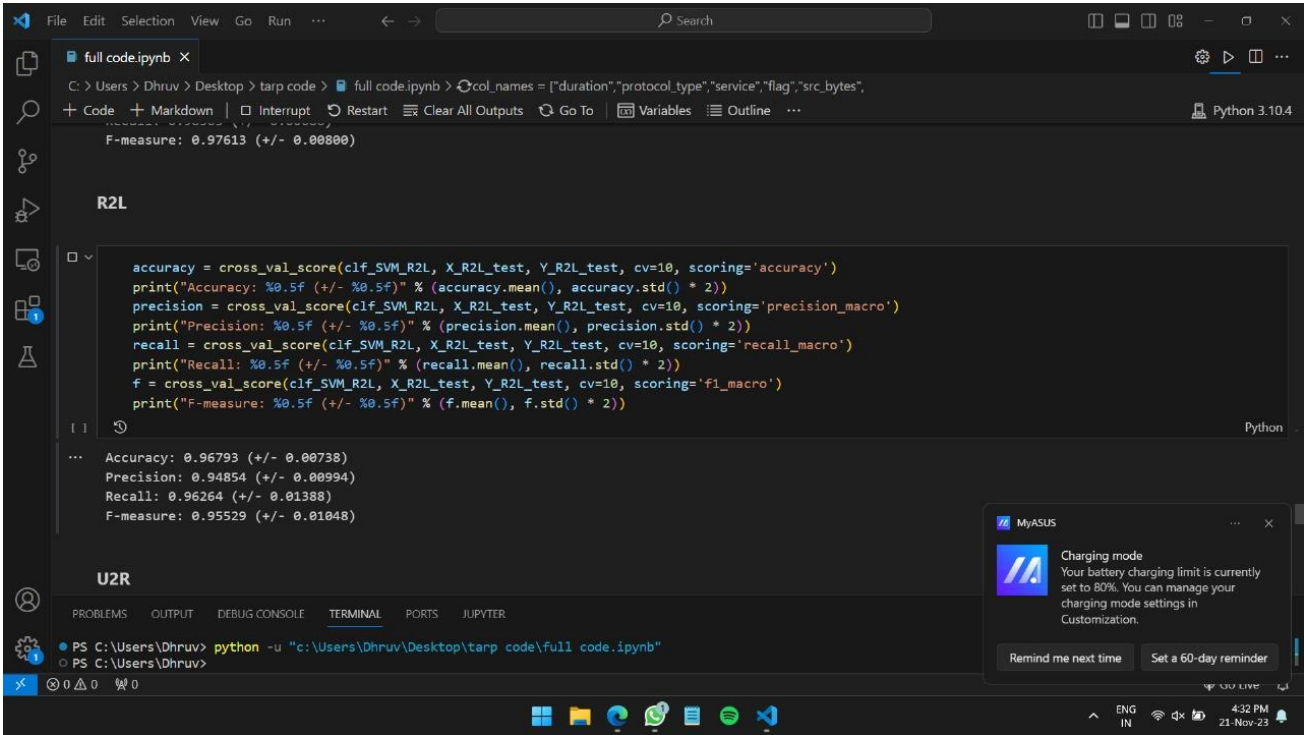 File Edit Selection View Go Run ··· Search
full code.ipynb
C: > Users > Dhruv > Desktop > tarp code > full code.ipynb > col_names = ["duration","protocol_type","service","flag","src_bytes",
+ Code + Markdown | Interrupt Restart Clear All Outputs Go To | Variables Outline ··· Python 3.10.4
F-measure: 0.97613 (+/- 0.00800)
R2L
accuracy = cross_val_score(clf_SVM_R2L, X_R2L_test, Y_R2L_test, cv=10, scoring='accuracy')
print("Accuracy: %0.5f (+/- %0.5f)" % (accuracy.mean(), accuracy.std() * 2))
precision = cross_val_score(clf_SVM_R2L, X_R2L_test, Y_R2L_test, cv=10, scoring='precision_macro')
print("Precision: %0.5f (+/- %0.5f)" % (precision.mean(), precision.std() * 2))
recall = cross_val_score(clf_SVM_R2L, X_R2L_test, Y_R2L_test, cv=10, scoring='recall_macro')
print("Recall: %0.5f (+/- %0.5f)" % (recall.mean(), recall.std() * 2))
f = cross_val_score(clf_SVM_R2L, X_R2L_test, Y_R2L_test, cv=10, scoring='f1_macro')
print("F-measure: %0.5f (+/- %0.5f)" % (f.mean(), f.std() * 2))
[ ] Python
··· Accuracy: 0.96793 (+/- 0.00738)
Precision: 0.94854 (+/- 0.00994)
Recall: 0.96264 (+/- 0.01388)
F-measure: 0.95529 (+/- 0.01048)
U2R
MyASUS
Charging mode
Your battery charging limit is currently
set to 80%. You can manage your
charging mode settings in
Customization.
Remind me next time Set a 60-day reminder
PROBLEMS OUTPUT DEBUG CONSOLE TERMINAL PORTS JUPYTER
PS C:\Users\Dhruv> python -u "c:\Users\Dhruv\Desktop\tarp code\full code.ipynb"
PS C:\Users\Dhruv>
0 0 0 Go Live
ENG 4:32 PM
IN 21-Nov-23